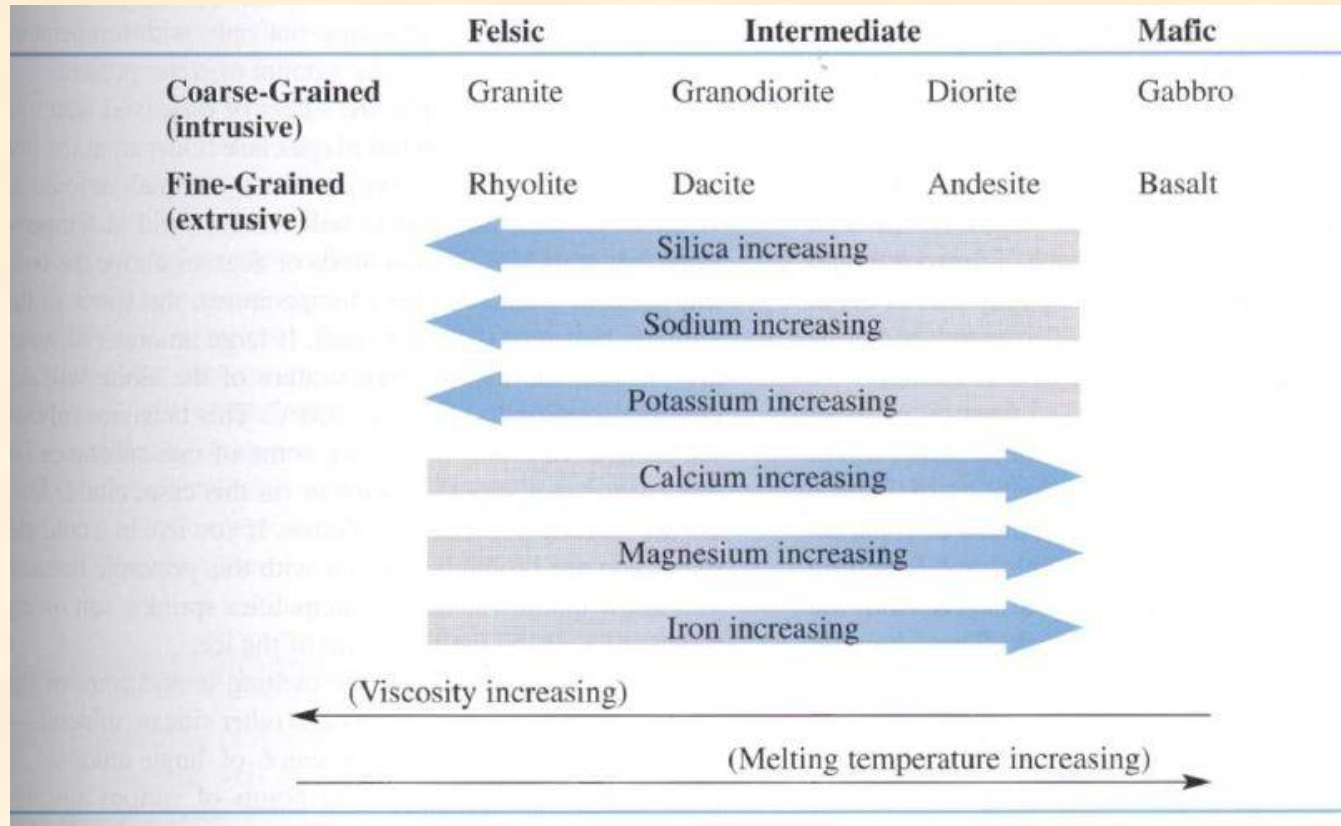 Felsic Intermediate Mafic
Coarse-Grained Granite Granodiorite Diorite Gabbro
(intrusive)
Fine-Grained Rhyolite Dacite Andesite Basalt
(extrusive)
Silica increasing
Sodium increasing
Potassium increasing
Calcium increasing
Magnesium increasing
Iron increasing
(Viscosity increasing)
(Melting temperature increasing)